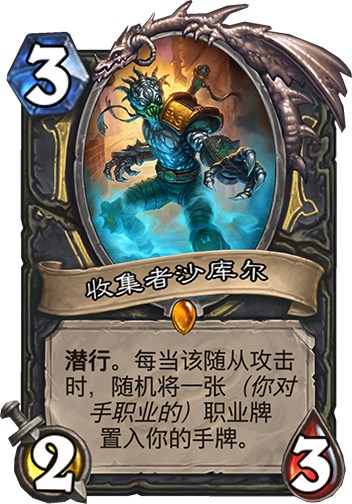 3
收集者沙库尔
潜行。每当该随从攻击
时，随机将一张（你对
手职业的）职业牌
置入你的手牌。
2
3